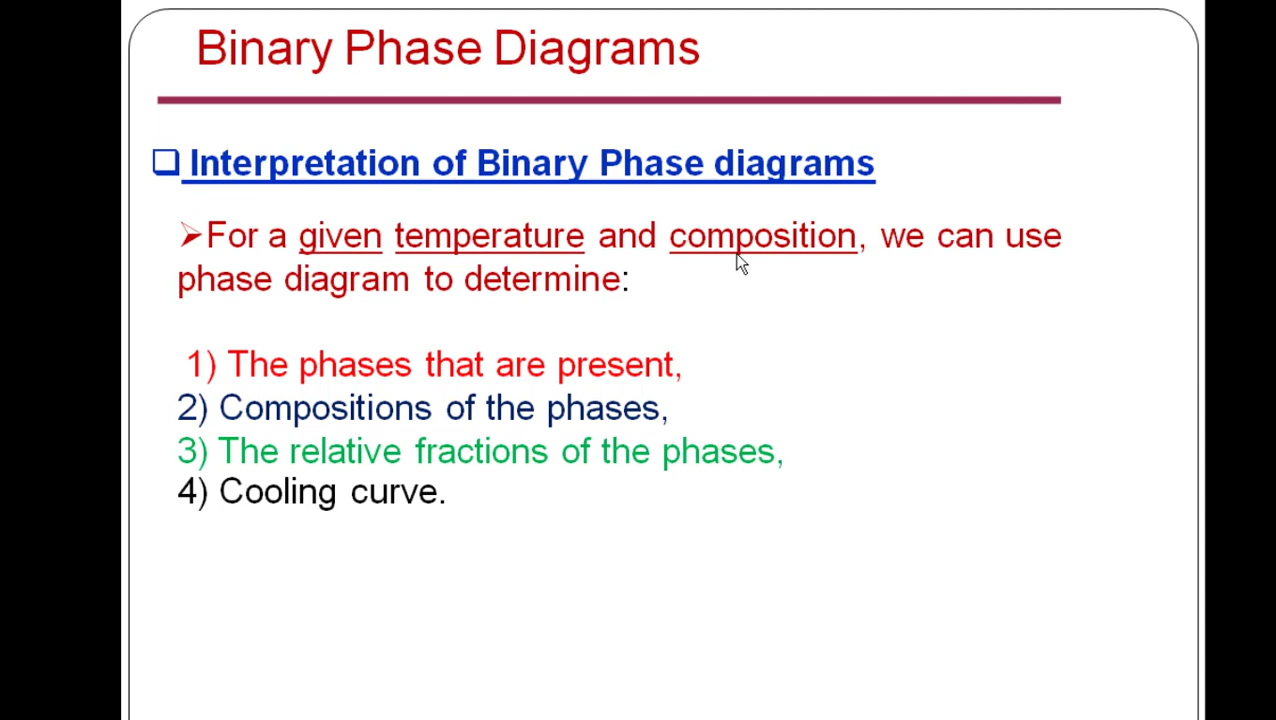 Binary Phase Diagrams
Interpretation of Binary Phase diagrams
For a given temperature and composition, we can use
phase diagram to determine:
1) The phases that are present,
2) Compositions of the phases,
3) The relative fractions of the phases,
4) Cooling curve.